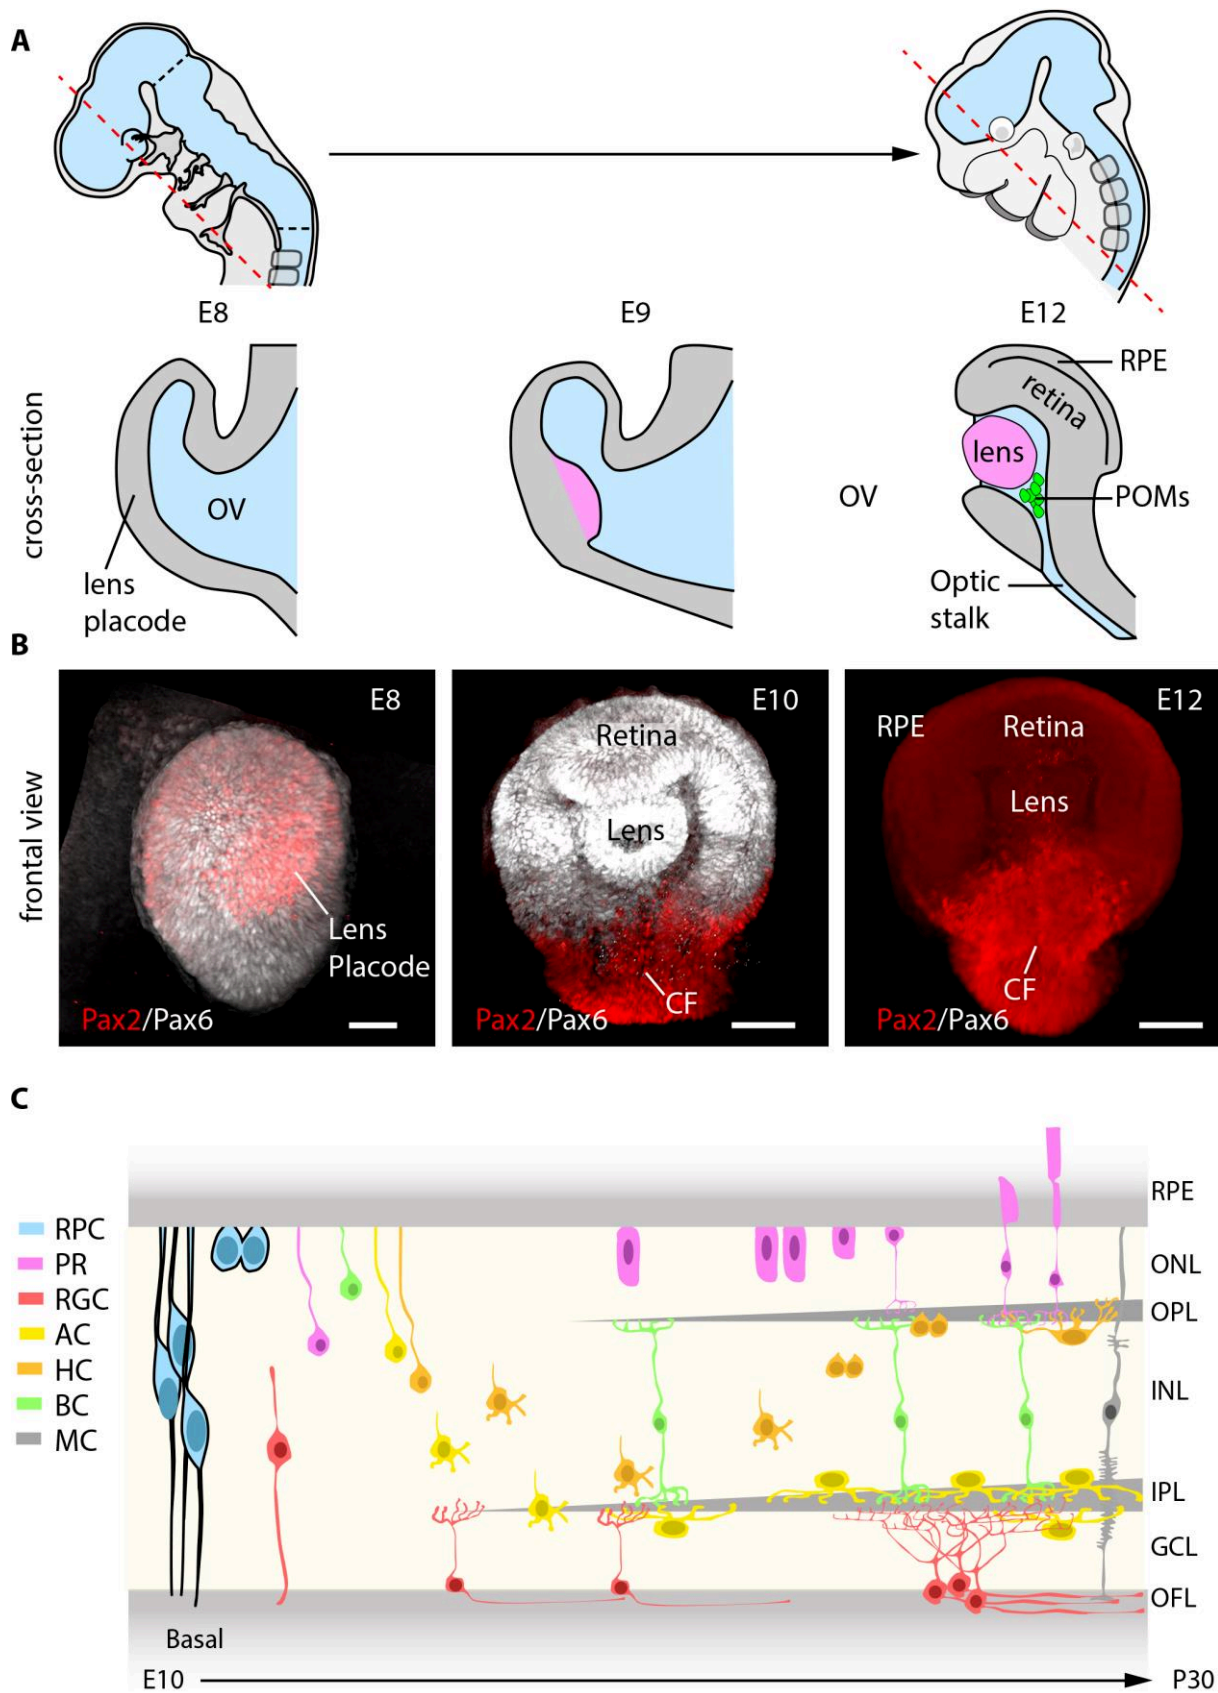 A
E8
E9
E12
cross-section
OV
lens
placode
OV
RPE
retina
lens
POMs
Optic
stalk
B
frontal view
E8
Lens
Placode
Pax2/Pax6
E10
Retina
Lens
CF
Pax2/Pax6
E12
RPE
Retina
Lens
CF
Pax2/Pax6
C
RPC
PR
RGC
AC
HC
BC
MC
RPE
ONL
OPL
INL
IPL
GCL
OFL
Basal
E10
P30